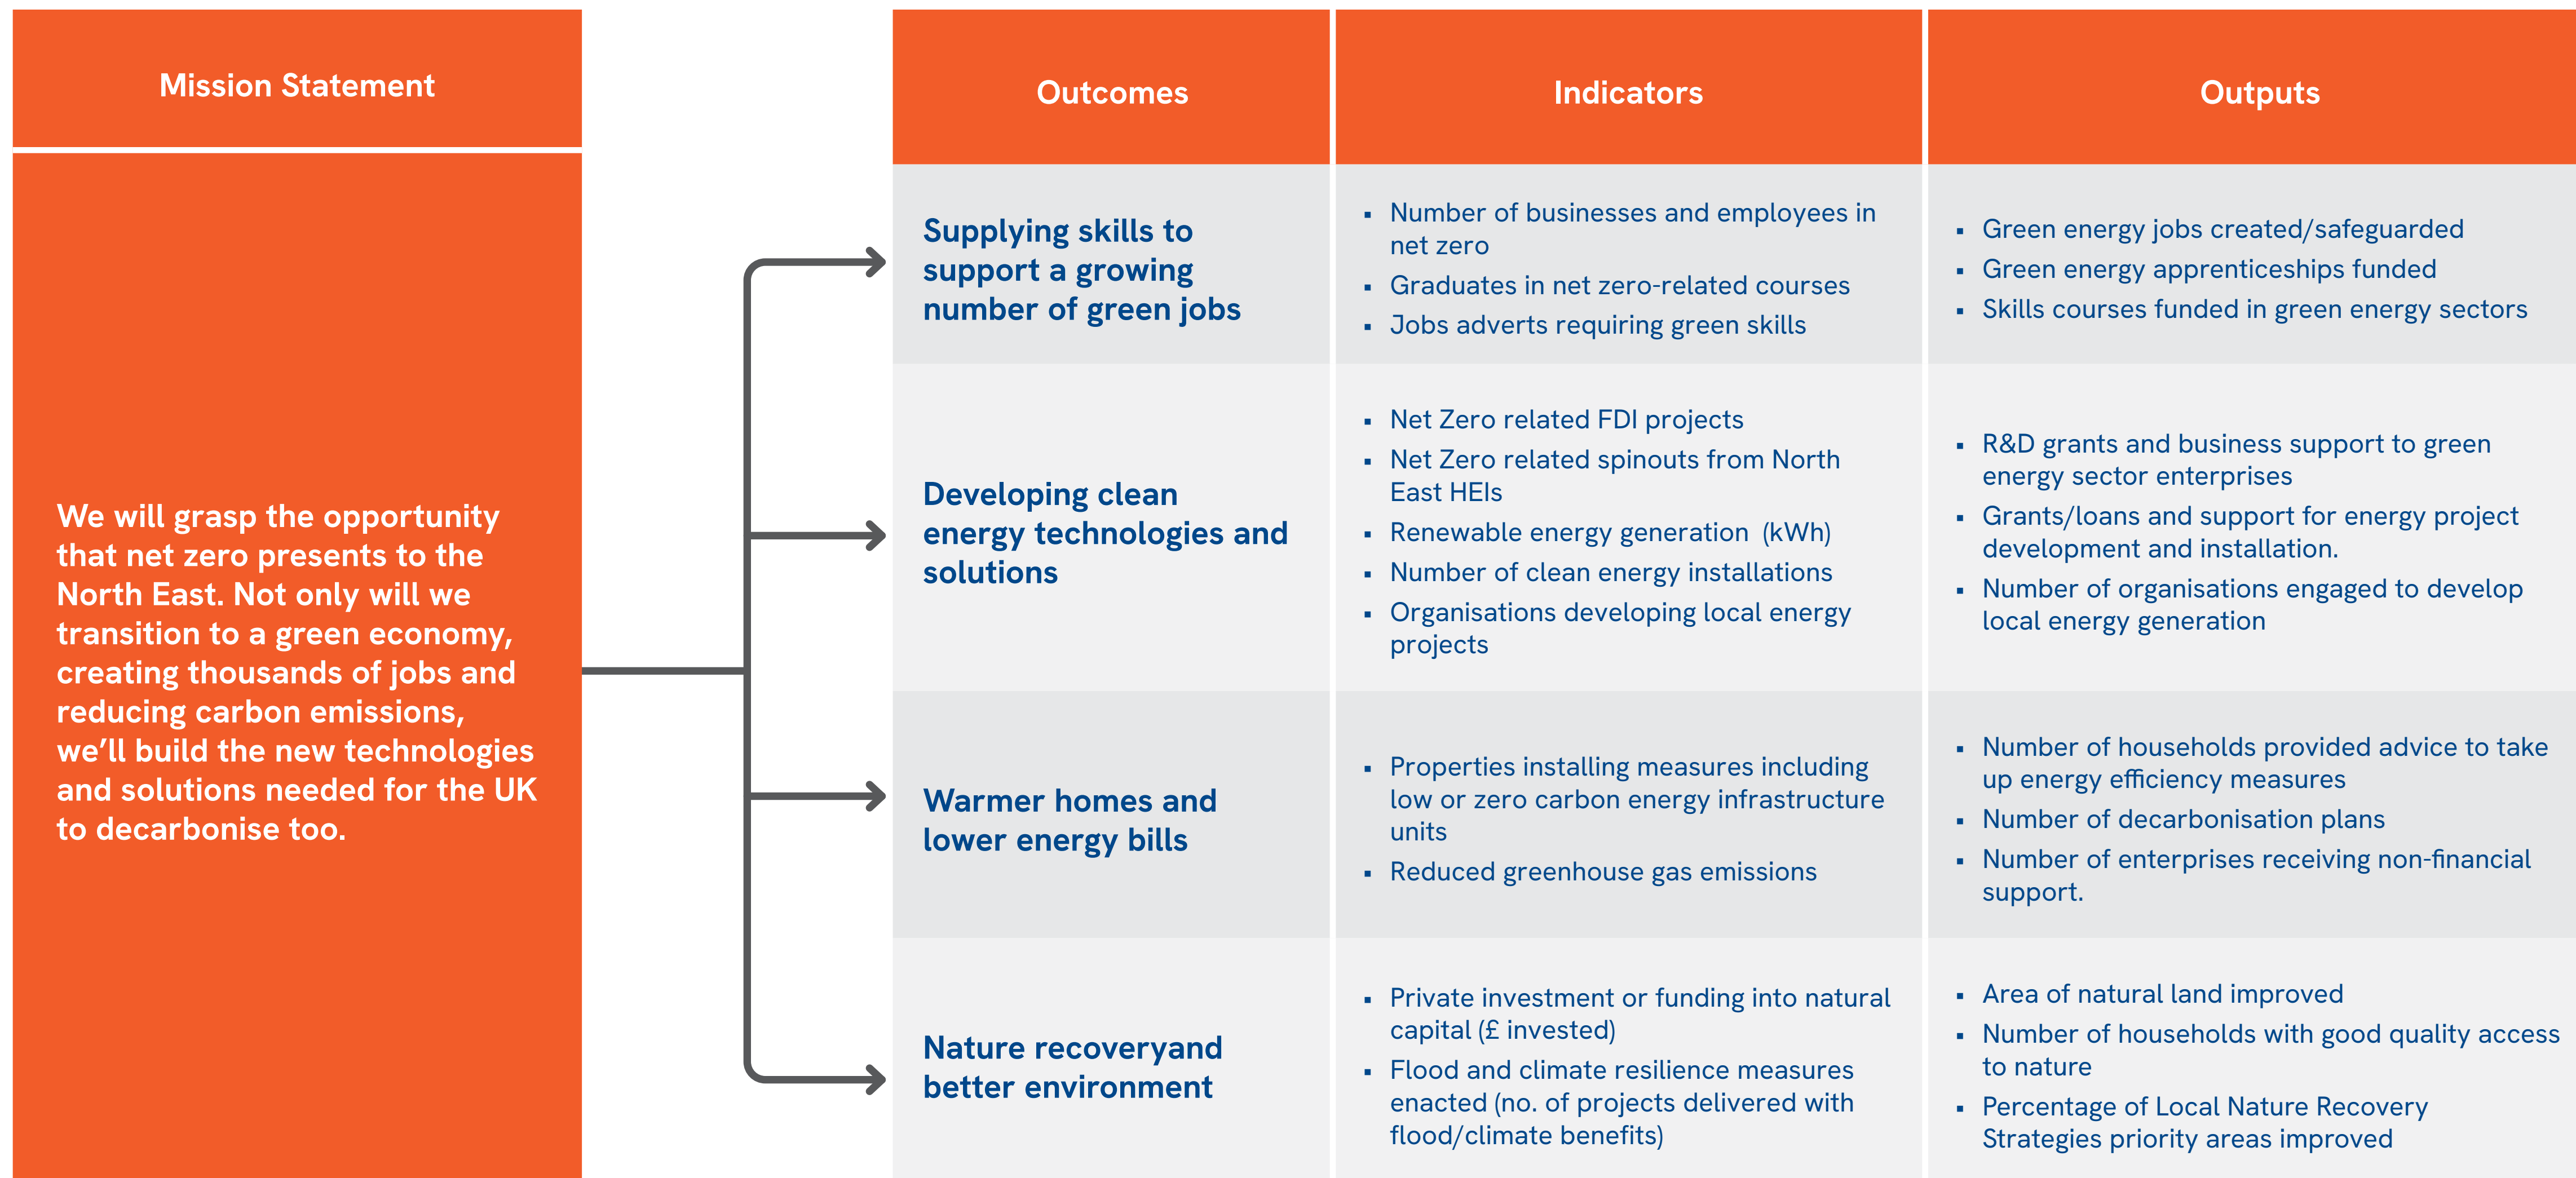 Mission Statement
We will grasp the opportunity
that net zero presents to the
North East. Not only will we
transition to a green economy,
creating thousands of jobs and
reducing carbon emissions,
we’ll build the new technologies
and solutions needed for the UK
to decarbonise too.
Outcomes
Indicators
Outputs
Supplying skills to
support a growing
number of green jobs
▪ Number of businesses and employees in
net zero
▪ Graduates in net zero-related courses
▪ Jobs adverts requiring green skills
▪ Green energy jobs created/safeguarded
▪ Green energy apprenticeships funded
▪ Skills courses funded in green energy sectors
Developing clean
energy technologies and
solutions
▪ Net Zero related FDI projects
▪ Net Zero related spinouts from North
East HEIs
▪ Renewable energy generation (kWh)
▪ Number of clean energy installations
▪ Organisations developing local energy
projects
▪ R&D grants and business support to green
energy sector enterprises
▪ Grants/loans and support for energy project
development and installation.
▪ Number of organisations engaged to develop
local energy generation
Warmer homes and
lower energy bills
▪ Properties installing measures including
low or zero carbon energy infrastructure
units
▪ Reduced greenhouse gas emissions
▪ Number of households provided advice to take
up energy efficiency measures
▪ Number of decarbonisation plans
▪ Number of enterprises receiving non-financial
support.
Nature recoveryand
better environment
▪ Private investment or funding into natural
capital (£ invested)
▪ Flood and climate resilience measures
enacted (no. of projects delivered with
flood/climate benefits)
▪ Area of natural land improved
▪ Number of households with good quality access
to nature
▪ Percentage of Local Nature Recovery
Strategies priority areas improved